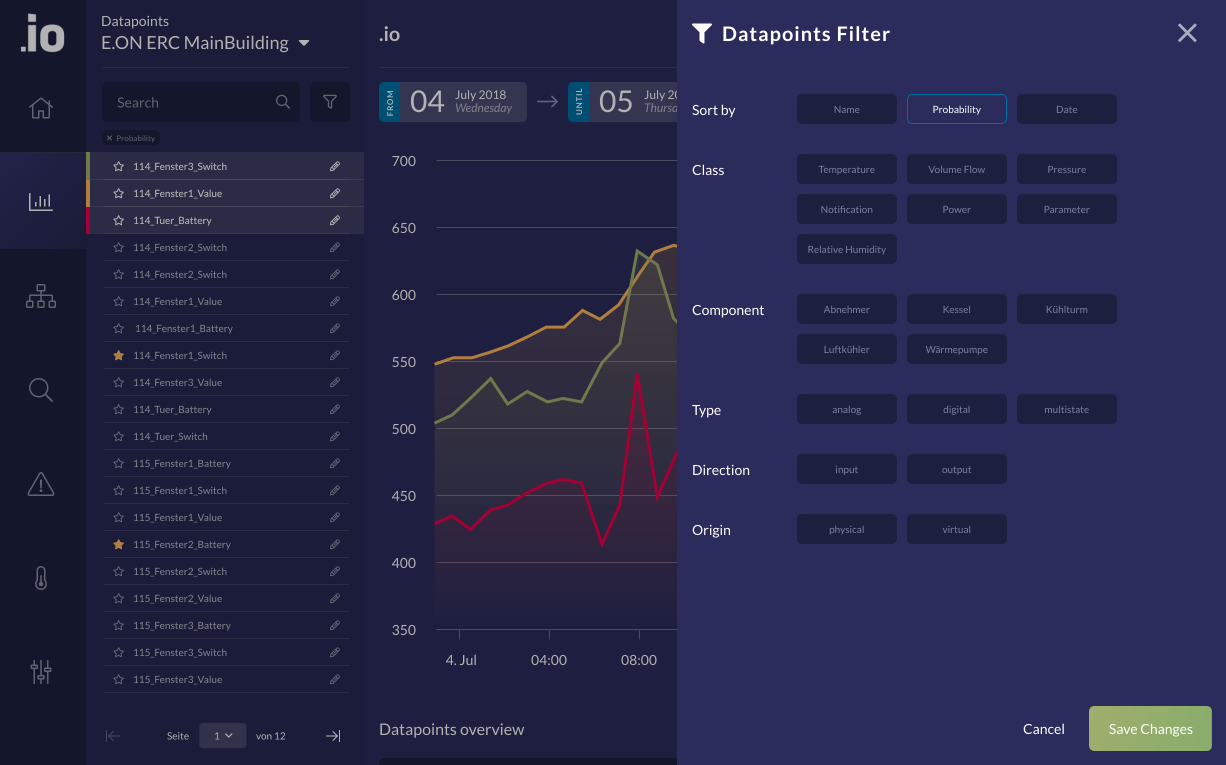 .io
Datapoints
E.ON ERC MainBuilding
Search
× Probability
114_Fenster3_Switch
114_Fenster1_Value
114_Tuer_Battery
114_Fenster2_Switch
114_Fenster2_Switch
114_Fenster1_Value
114_Fenster1_Battery
114_Fenster1_Switch
114_Fenster3_Value
114_Tuer_Battery
114_Tuer_Switch
115_Fenster1_Battery
115_Fenster1_Switch
115_Fenster1_Value
115_Fenster2_Battery
115_Fenster2_Switch
115_Fenster2_Value
115_Fenster3_Battery
115_Fenster3_Switch
115_Fenster3_Value
Seite 1 von 12
.io
FROM 04 July 2018
Wednesday
UNTIL 05 July 20
Thursd
700
650
600
550
500
450
400
350
4. Jul 04:00 08:00
Datapoints overview
Datapoints Filter
Sort by Name Probability Date
Class Temperature Volume Flow Pressure
Notification Power Parameter
Relative Humidity
Component Abnehmer Kessel Kühlturm
Luftkühler Wärmepumpe
Type analog digital multistate
Direction input output
Origin physical virtual
Cancel Save Changes